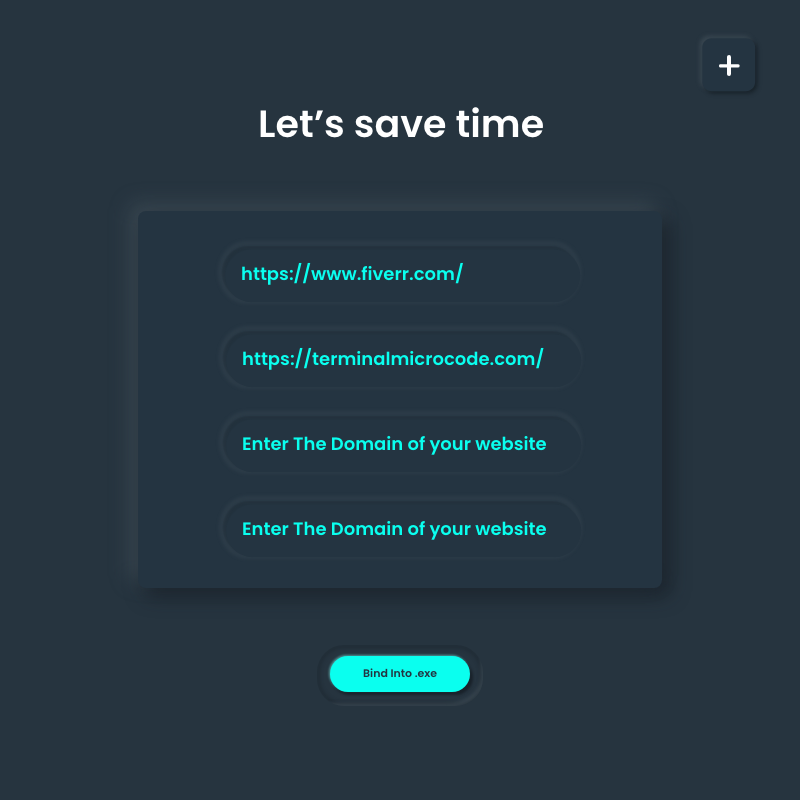 Let’s save time
https://www.fiverr.com/
https://terminalmicrocode.com/
Enter The Domain of your website
Enter The Domain of your website
Bind Into .exe